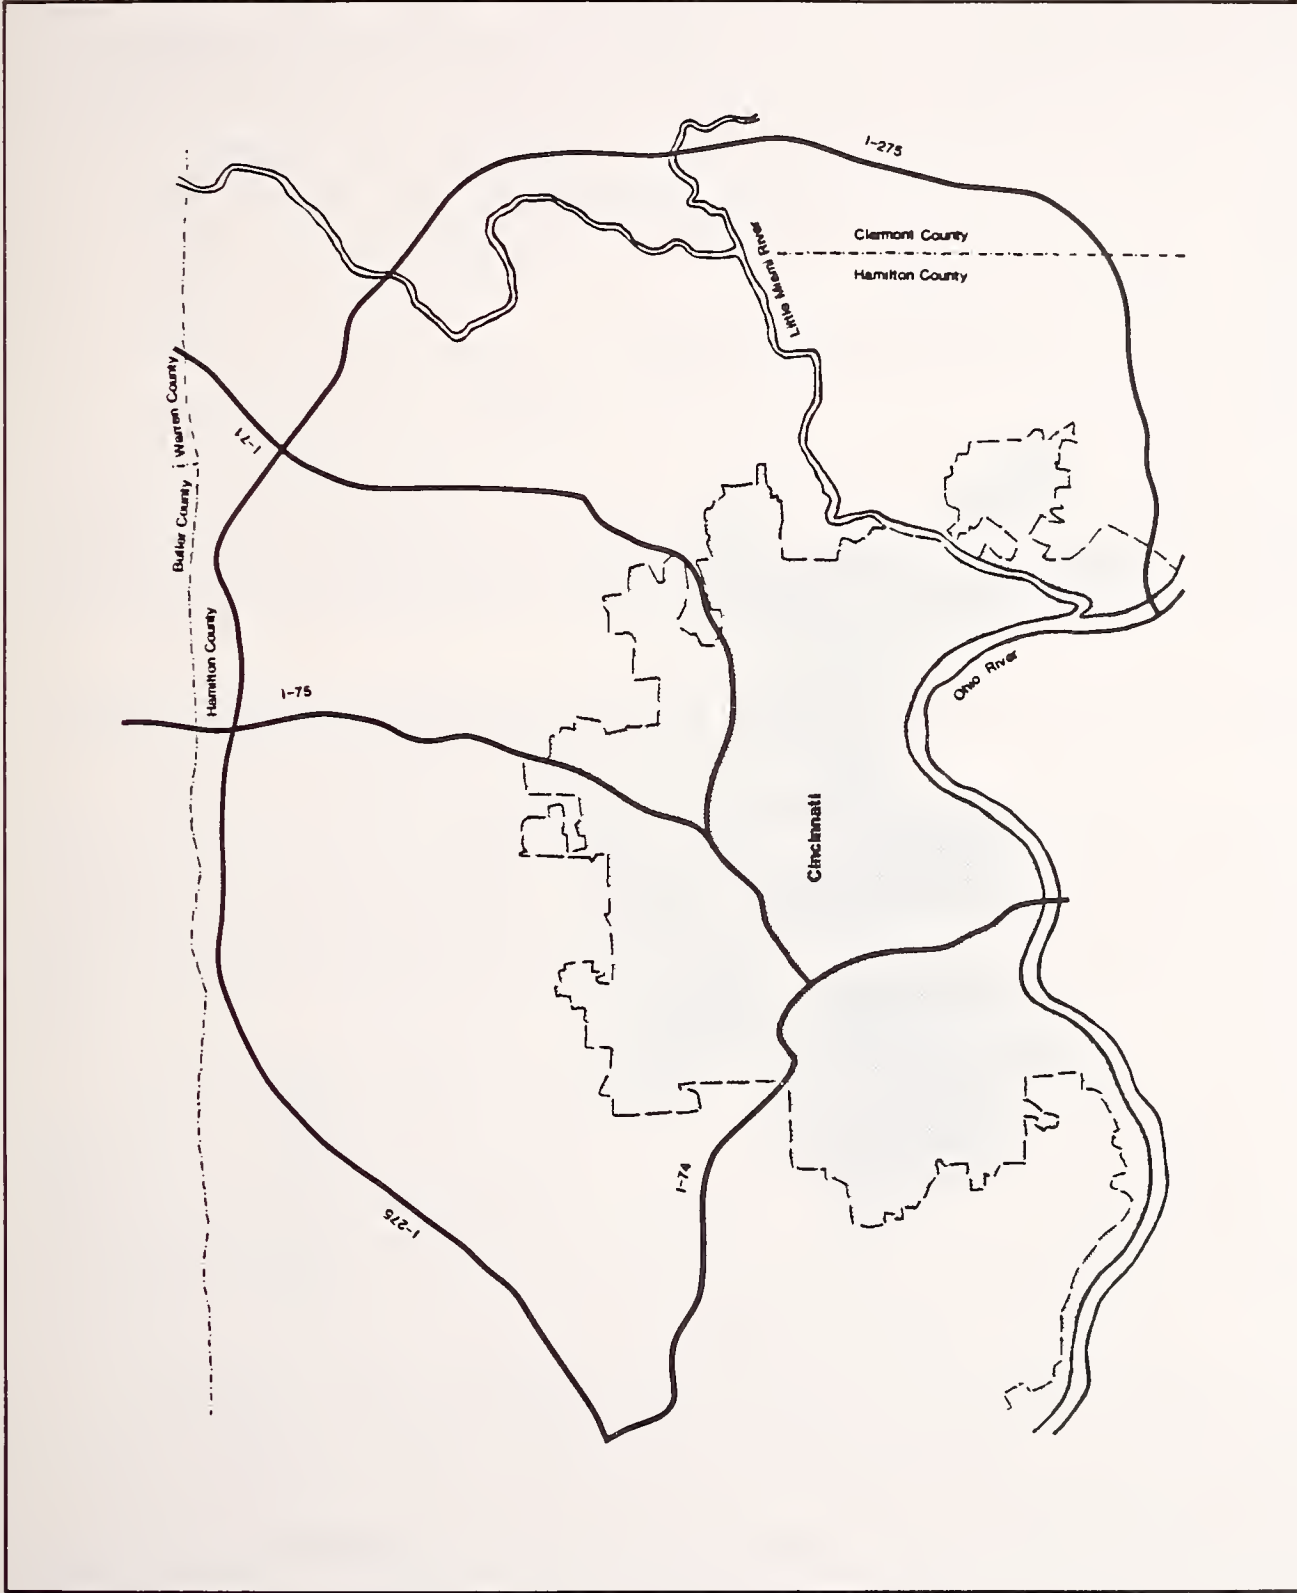 I-275
Clermont County
Hamilton County
Little Miami River
Butler County | Warren County
I-71
Hamilton County
I-75
Ohio River
Cincinnati
I-74
I-275